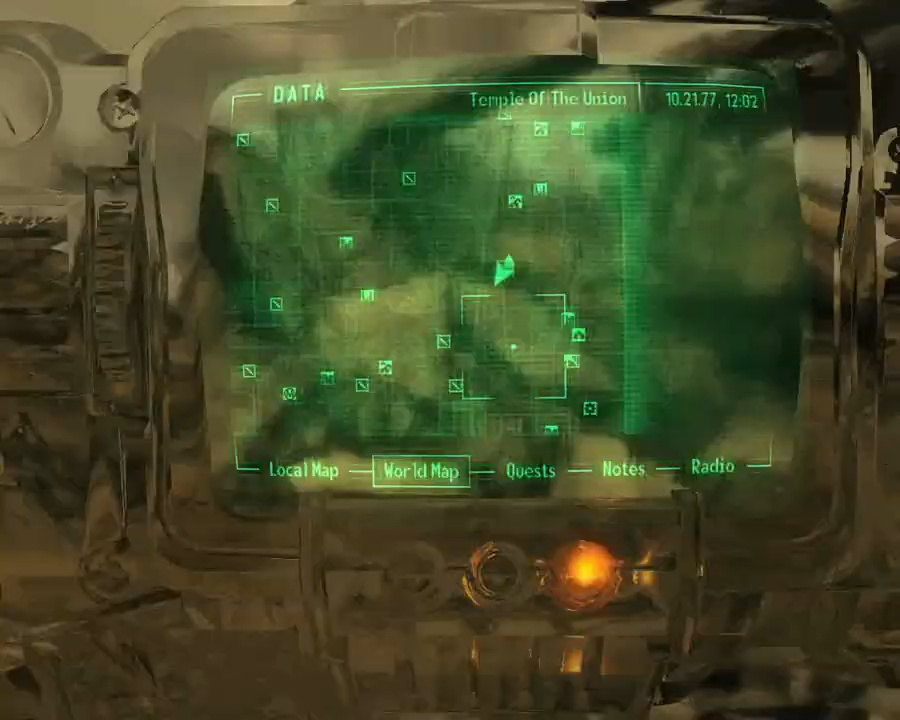 DATA
Temple Of The Union 10.21.77, 12:02
Local Map World Map Quests Notes Radio